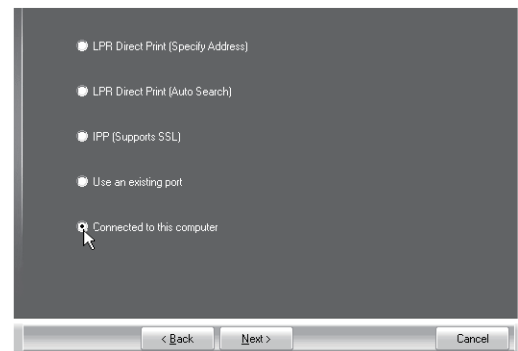 LPR Direct Print (Specify Address)
LPR Direct Print (Auto Search)
IPP (Supports SSL)
Use an existing port
Connected to this computer
< Back Next > Cancel